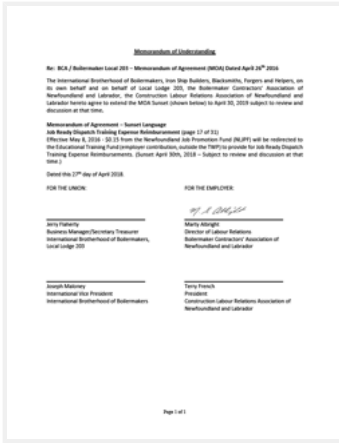 Memorandum of Understanding
Re: BCA / Boilermaker Local 203 – Memorandum of Agreement (MOA) Dated April 26th 2016
The International Brotherhood of Boilermakers, Iron Ship Builders, Blacksmiths, Forgers and Helpers, on
its own behalf and on behalf of Local Lodge 203, the Boilermaker Contractors' Association of
Newfoundland and Labrador, the Construction Labour Relations Association of Newfoundland and
Labrador hereto agree to extend the MOA Sunset (shown below) to April 30, 2019 subject to review and
discussion at that time.
Memorandum of Agreement – Sunset Language
Job Ready Dispatch Training Expense Reimbursement (page 17 of 31)
Effective May 8, 2016 - $0.15 from the Newfoundland Job Promotion Fund (NLJPF) will be redirected to
the Educational Training Fund (employer contribution, outside the TWP) to provide for Job Ready Dispatch
Training Expense Reimbursements. (Sunset April 30th, 2018 – Subject to review and discussion at that
time.)
Dated this 27th day of April 2018.
FOR THE UNION:
FOR THE EMPLOYER:
Jerry Flaherty
Business Manager/Secretary Treasurer
International Brotherhood of Boilermakers,
Local Lodge 203
Marty Albright
Director of Labour Relations
Boilermaker Contractors' Association of
Newfoundland and Labrador
Joseph Maloney
International Vice President
International Brotherhood of Boilermakers
Terry French
President
Construction Labour Relations Association of
Newfoundland and Labrador
Page 1 of 1